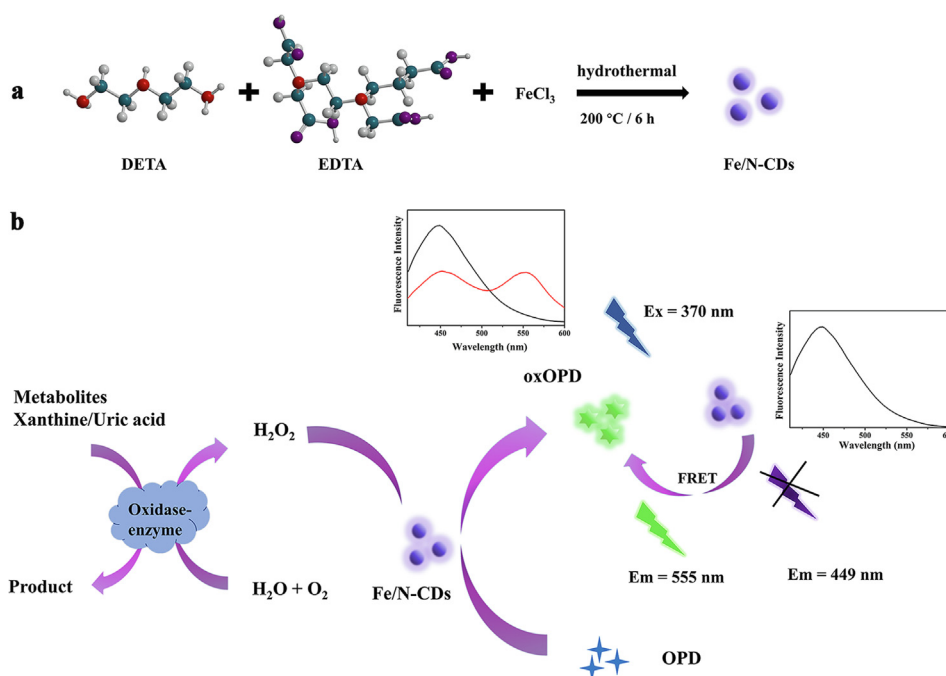 a
DETA
EDTA
FeCl₃
hydrothermal
200 °C / 6 h
Fe/N-CDs
b
Fluorescence Intensity
450 500 550 600
Wavelength (nm)
Ex = 370 nm
Fluorescence Intensity
450 500 550 600
Wavelength (nm)
oxOPD
Metabolites
Xanthine/Uric acid
H₂O₂
Oxidase-
enzyme
FRET
Product
H₂O + O₂
Fe/N-CDs
Em = 555 nm
Em = 449 nm
OPD